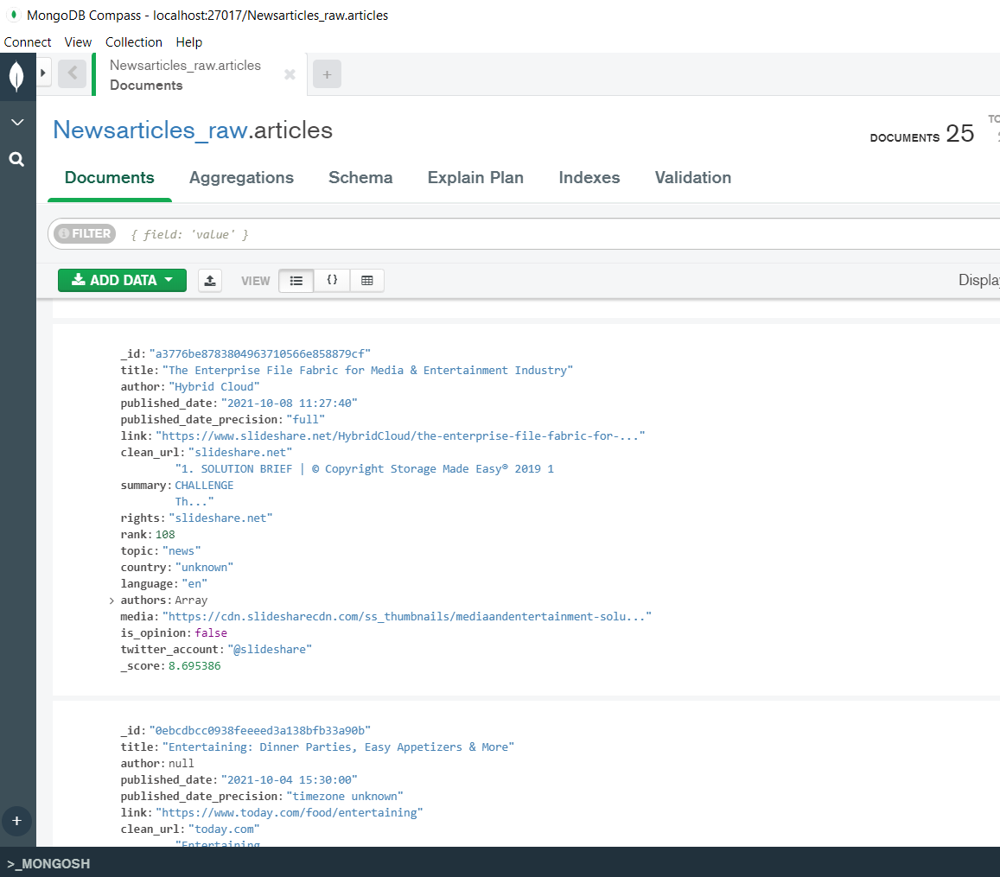 MongoDB Compass - localhost:27017/Newsarticles_raw.articles
Connect View Collection Help
Newsarticles_raw.articles
Documents
Newsarticles_raw.articles
DOCUMENTS 25
Documents Aggregations Schema Explain Plan Indexes Validation
FILTER { field: 'value' }
ADD DATA VIEW {}
_id: "a3776be8783804963710566e858879cf"
title: "The Enterprise File Fabric for Media & Entertainment Industry"
author: "Hybrid Cloud"
published_date: "2021-10-08 11:27:40"
published_date_precision: "full"
link: "https://www.slideshare.net/HybridCloud/the-enterprise-file-fabric-for-..."
clean_url: "slideshare.net"
"1. SOLUTION BRIEF | © Copyright Storage Made Easy® 2019 1
summary: CHALLENGE
Th..."
rights: "slideshare.net"
rank: 108
topic: "news"
country: "unknown"
language: "en"
authors: Array
media: "https://cdn.slidesharecdn.com/ss_thumbnails/mediaandentertainment-solu..."
is_opinion: false
twitter_account: "@slideshare"
_score: 8.695386
_id: "0ebcdbcc0938feeeed3a138bfb33a90b"
title: "Entertaining: Dinner Parties, Easy Appetizers & More"
author: null
published_date: "2021-10-04 15:30:00"
published_date_precision: "timezone unknown"
link: "https://www.today.com/food/entertaining"
clean_url: "today.com"
"Entertaining
>_MONGOSH